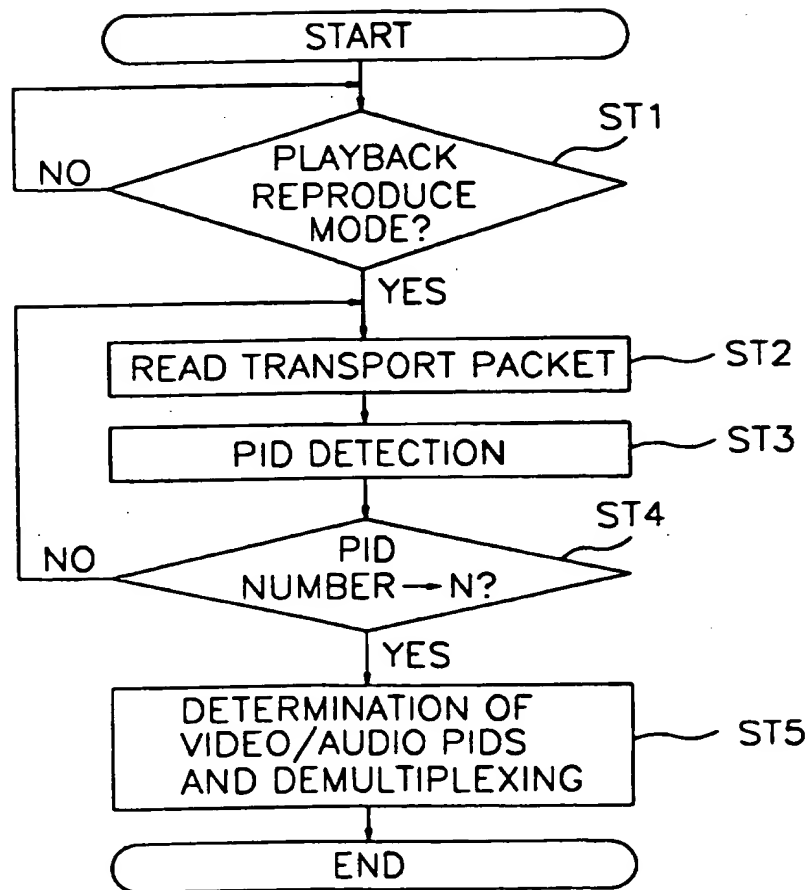 START
ST1
PLAYBACK
REPRODUCE
MODE?
NO
YES
READ TRANSPORT PACKET
ST2
PID DETECTION
ST3
ST4
PID
NUMBER → N?
NO
YES
DETERMINATION OF
VIDEO/AUDIO PIDS
AND DEMULTIPLEXING
ST5
END